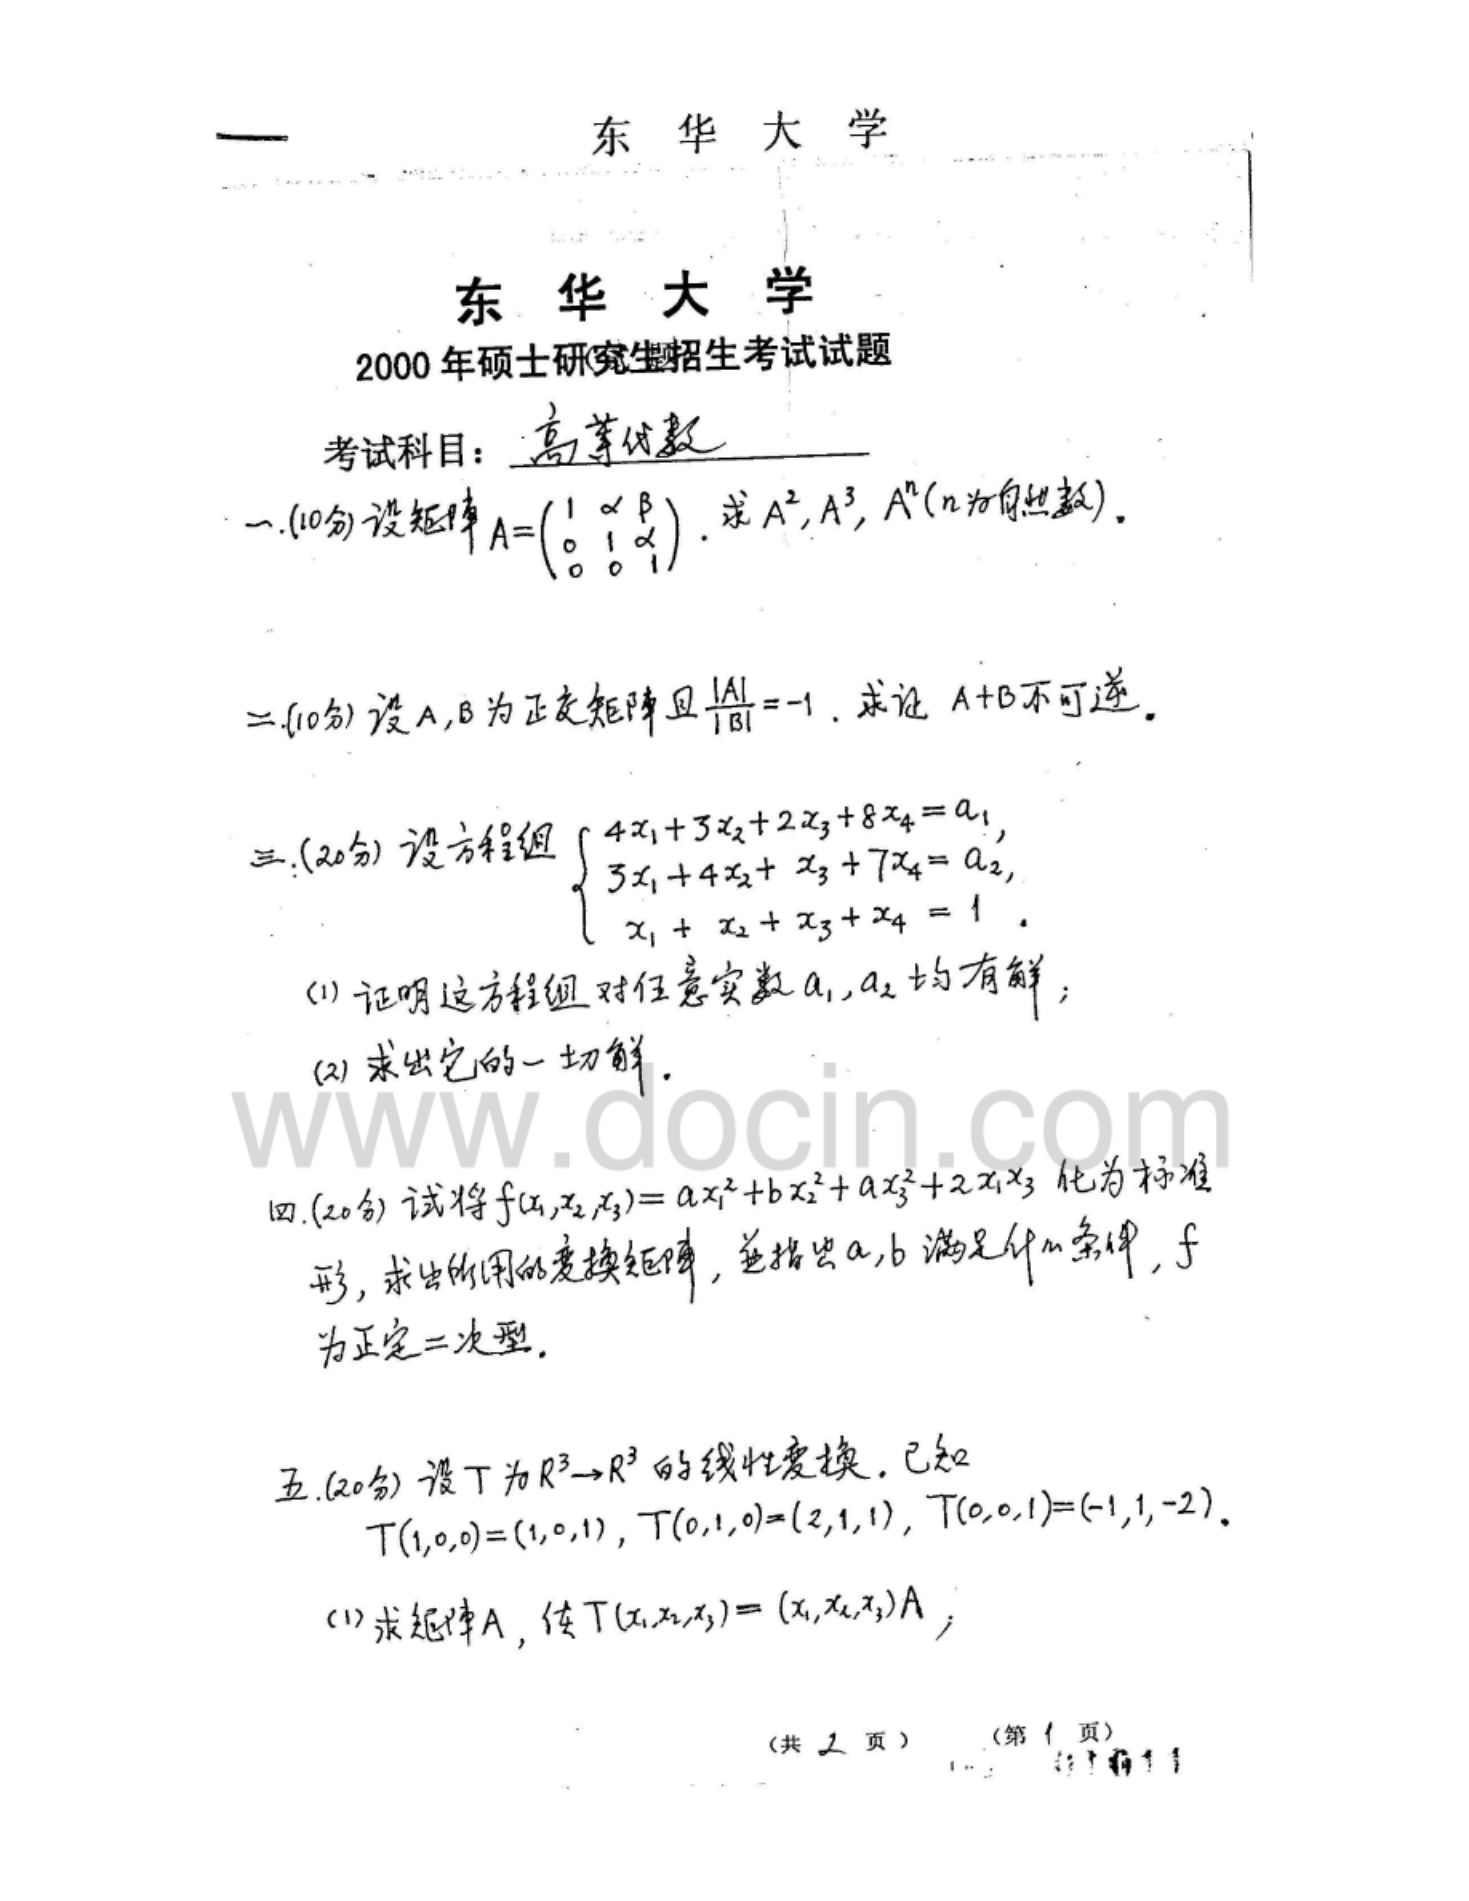 东 华 大 学
东 华 大 学
2000 年硕士研究生招生考试试题
考试科目: 高等代数
一.(10分) 设矩阵 A=(1 α β
0 1 α
0 0 1). 求 A², A³, Aⁿ(n为自然数).
二.(10分) 设 A,B 为正交矩阵且 |A|/|B| = -1. 求证 A+B不可逆.
三.(20分) 设方程组 { 4x₁+3x₂+2x₃+8x₄=a₁,
3x₁+4x₂+ x₃+7x₄=a₂,
x₁ + x₂ + x₃ + x₄ = 1 .
(1) 证明这方程组对任意实数 a₁, a₂ 均有解;
(2) 求出它的一切解.
www.docin.com
四.(20分) 试将 f(x₁,x₂,x₃)= ax₁²+bx₂²+ax₃²+2x₁x₃ 化为标准
形, 求出所用的变换矩阵, 並指出a,b 满足什么条件, f
为正定二次型.
五.(20分) 设 T 为 R³→R³ 的线性变换. 已知
T(1,0,0)=(1,0,1), T(0,1,0)=(2,1,1), T(0,0,1)=(-1,1,-2).
(1) 求矩阵A, 使 T(x₁,x₂,x₃)= (x₁,x₂,x₃)A ;
(共 2 页) (第 1 页)